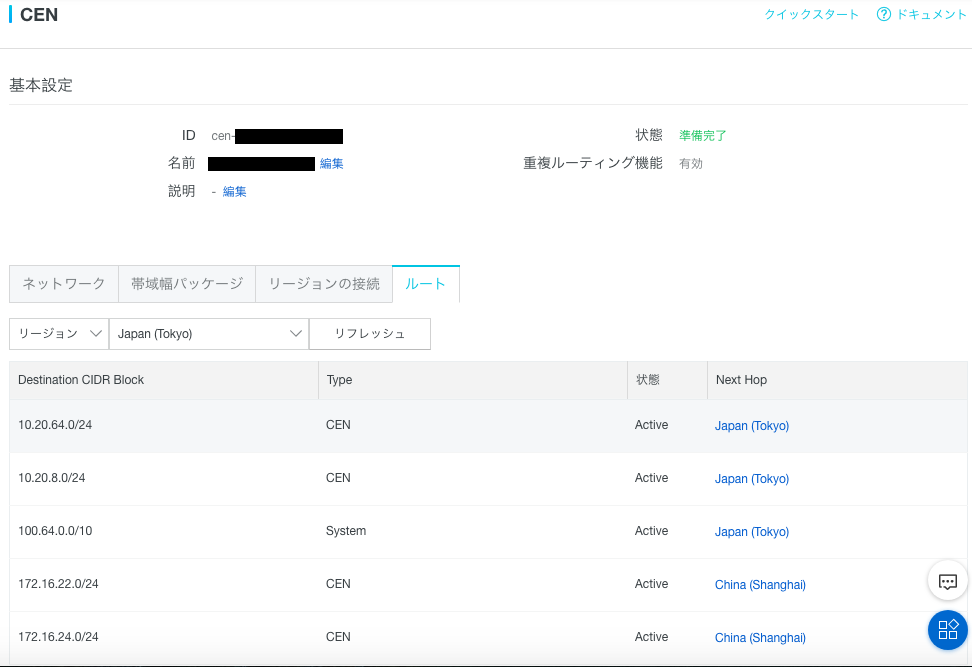 CEN
クイックスタート ? ドキュメント
基本設定
ID cen-
状態 準備完了
名前 編集
重複ルーティング機能 有効
説明 - 編集
ネットワーク 帯域幅パッケージ リージョンの接続 ルート
リージョン Japan (Tokyo) リフレッシュ
Destination CIDR Block Type 状態 Next Hop
10.20.64.0/24 CEN Active Japan (Tokyo)
10.20.8.0/24 CEN Active Japan (Tokyo)
100.64.0.0/10 System Active Japan (Tokyo)
172.16.22.0/24 CEN Active China (Shanghai)
172.16.24.0/24 CEN Active China (Shanghai)